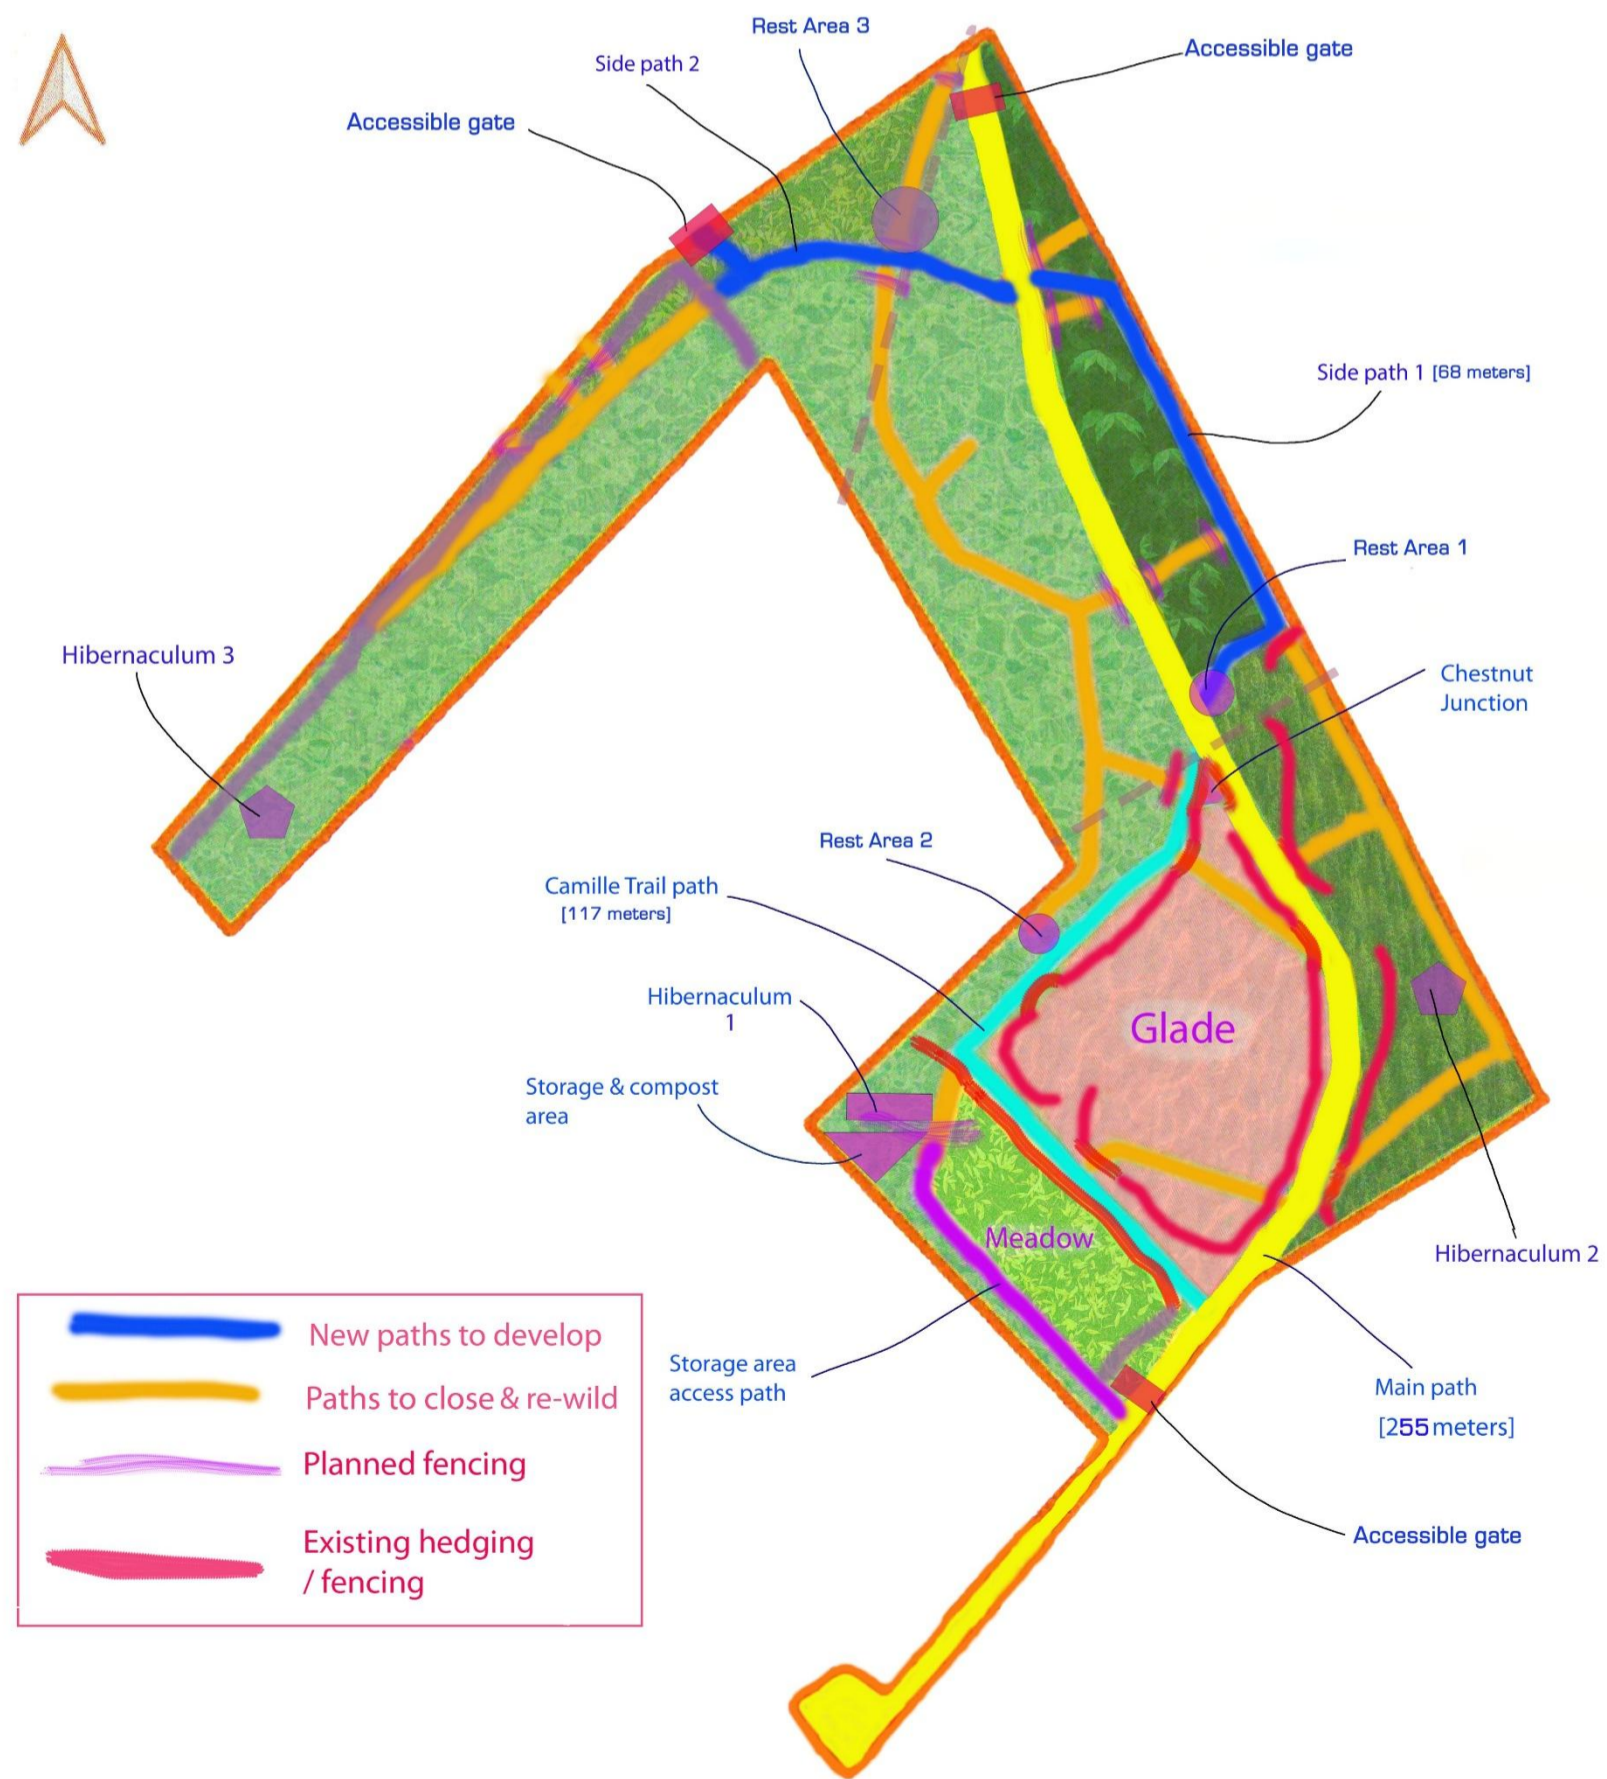 Rest Area 3
Accessible gate
Side path 2
Accessible gate
Side path 1 [68 meters]
Rest Area 1
Hibernaculum 3
Chestnut
Junction
Rest Area 2
Camille Trail path
[117 meters]
Hibernaculum
1
Glade
Storage & compost
area
Meadow
Hibernaculum 2
New paths to develop
Storage area
access path
Main path
Paths to close & re-wild
[255 meters]
Planned fencing
Accessible gate
Existing hedging
/ fencing